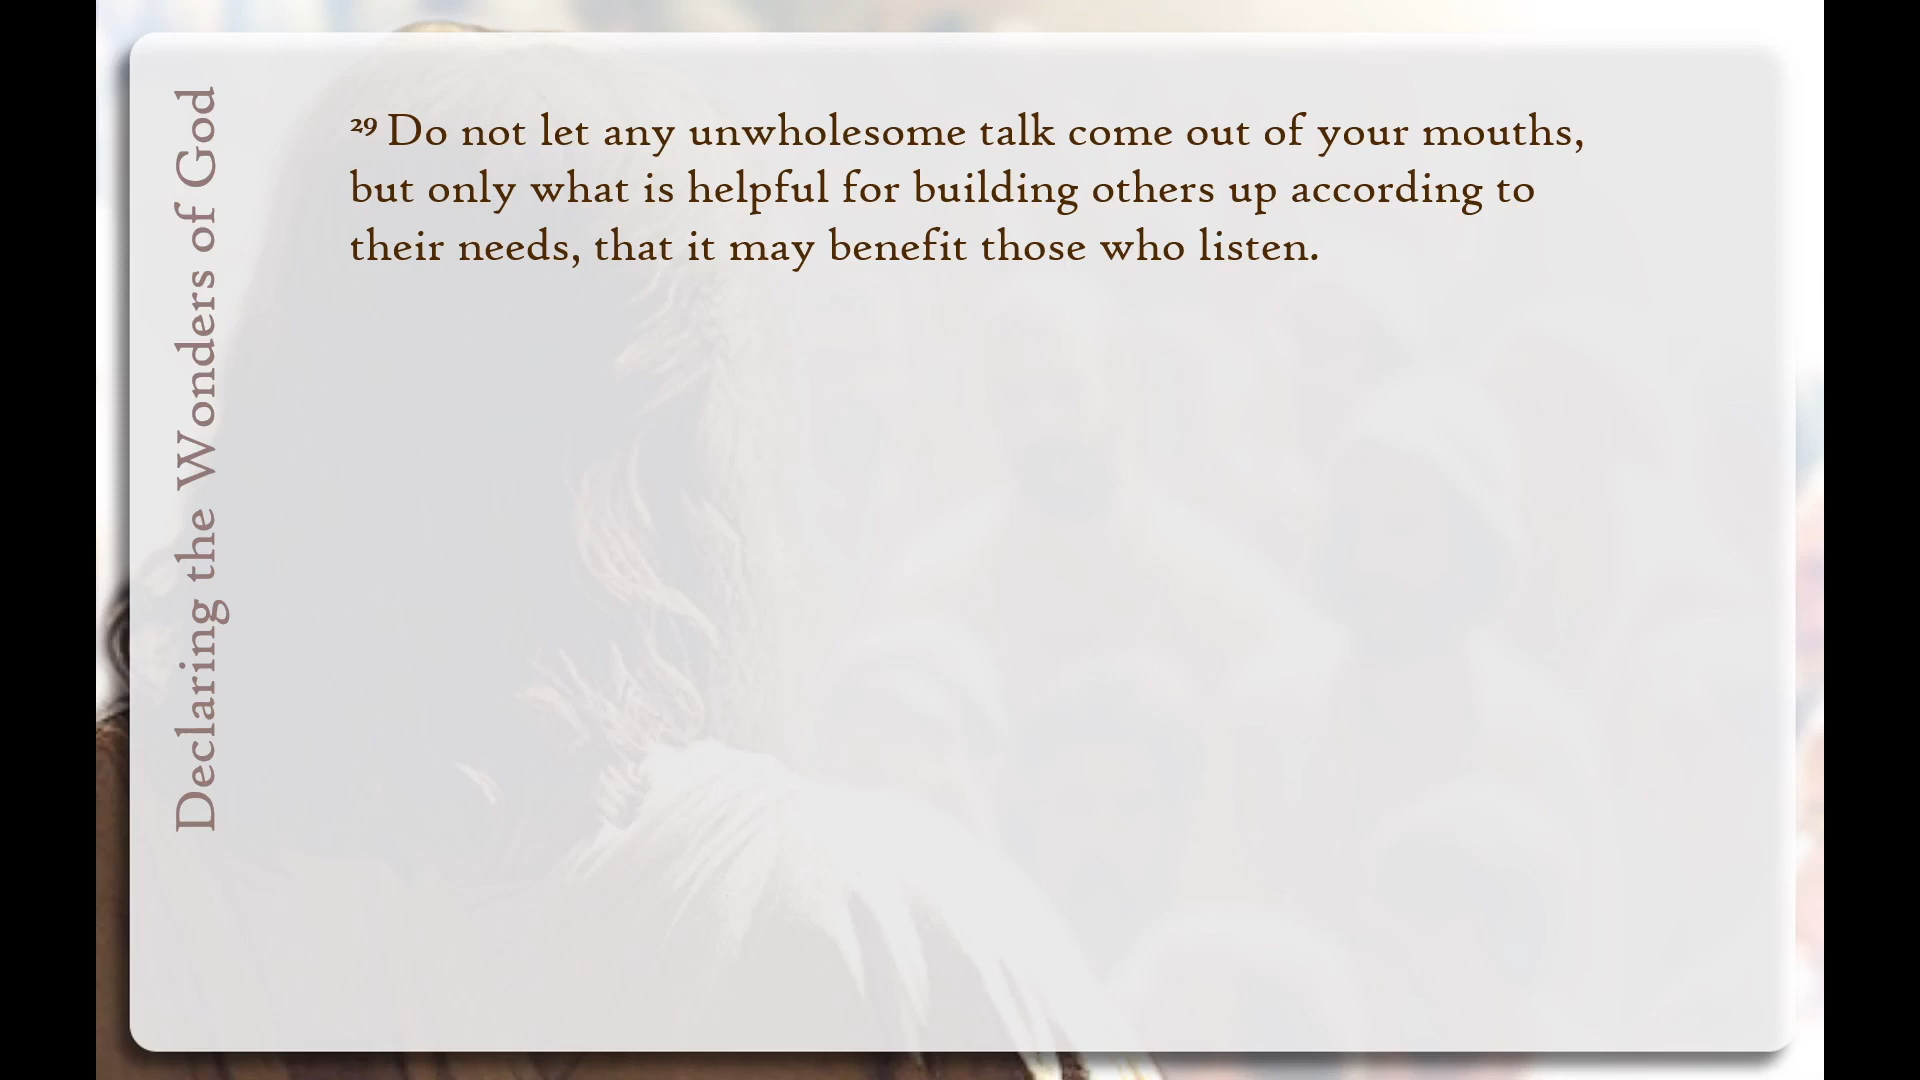 Declaring the Wonders of God
29 Do not let any unwholesome talk come out of your mouths,
but only what is helpful for building others up according to
their needs, that it may benefit those who listen.